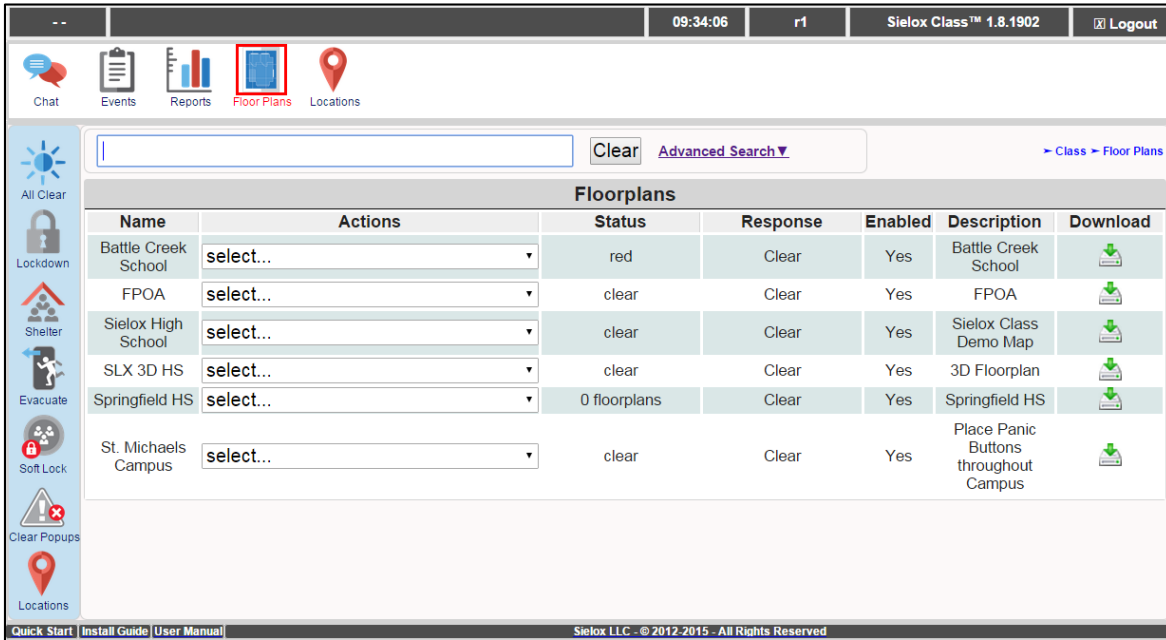 -- 09:34:06 r1 Sielox Class™ 1.8.1902 Logout
Chat Events Reports Floor Plans Locations
Clear Advanced Search▼ ➢ Class ➢ Floor Plans
All Clear
Lockdown
Shelter
Evacuate
Soft Lock
Clear Popups
Locations
Floorplans
Name Actions Status Response Enabled Description Download
Battle Creek School select... red Clear Yes Battle Creek School
FPOA select... clear Clear Yes FPOA
Sielox High School select... clear Clear Yes Sielox Class Demo Map
SLX 3D HS select... clear Clear Yes 3D Floorplan
Springfield HS select... 0 floorplans Clear Yes Springfield HS
St. Michaels Campus select... clear Clear Yes Place Panic Buttons throughout Campus
Quick Start Install Guide User Manual Sielox LLC - © 2012-2015 - All Rights Reserved